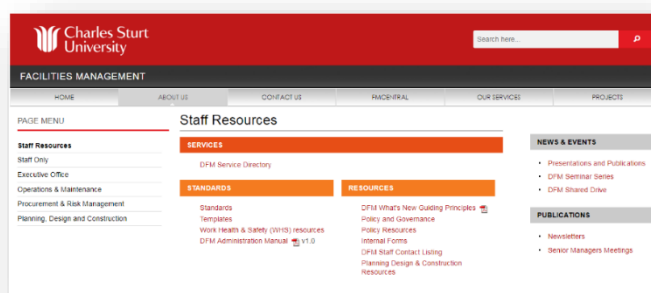 Charles Sturt
University
Search here...
FACILITIES MANAGEMENT
HOME
ABOUT US
CONTACT US
FMCENTRAL
OUR SERVICES
PROJECTS
PAGE MENU
Staff Resources
Staff Only
Executive Office
Operations & Maintenance
Procurement & Risk Management
Planning, Design and Construction
Staff Resources
SERVICES
DFM Service Directory
STANDARDS
Standards
Templates
Work Health & Safety (WHS) resources
DFM Administration Manual v1.0
RESOURCES
DFM What's New Guiding Principles
Policy and Governance
Policy Resources
Internal Forms
DFM Staff Contact Listing
Planning Design & Construction
Resources
NEWS & EVENTS
Presentations and Publications
DFM Seminar Series
DFM Shared Drive
PUBLICATIONS
Newsletters
Senior Managers Meetings